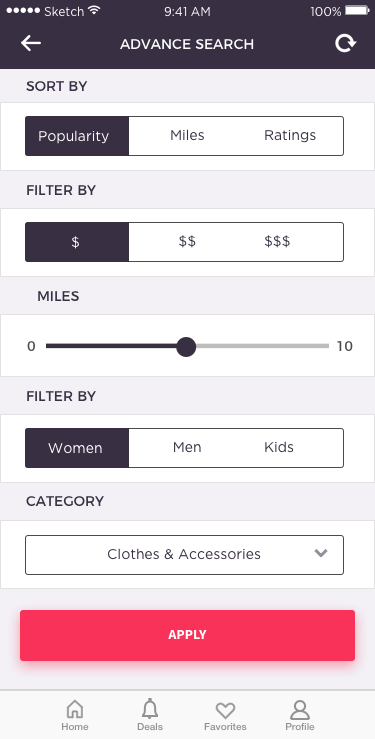 Sketch 9:41 AM 100%
ADVANCE SEARCH
SORT BY
Popularity Miles Ratings
FILTER BY
$ $$ $$$
MILES
0 10
FILTER BY
Women Men Kids
CATEGORY
Clothes & Accessories
APPLY
Home Deals Favorites Profile